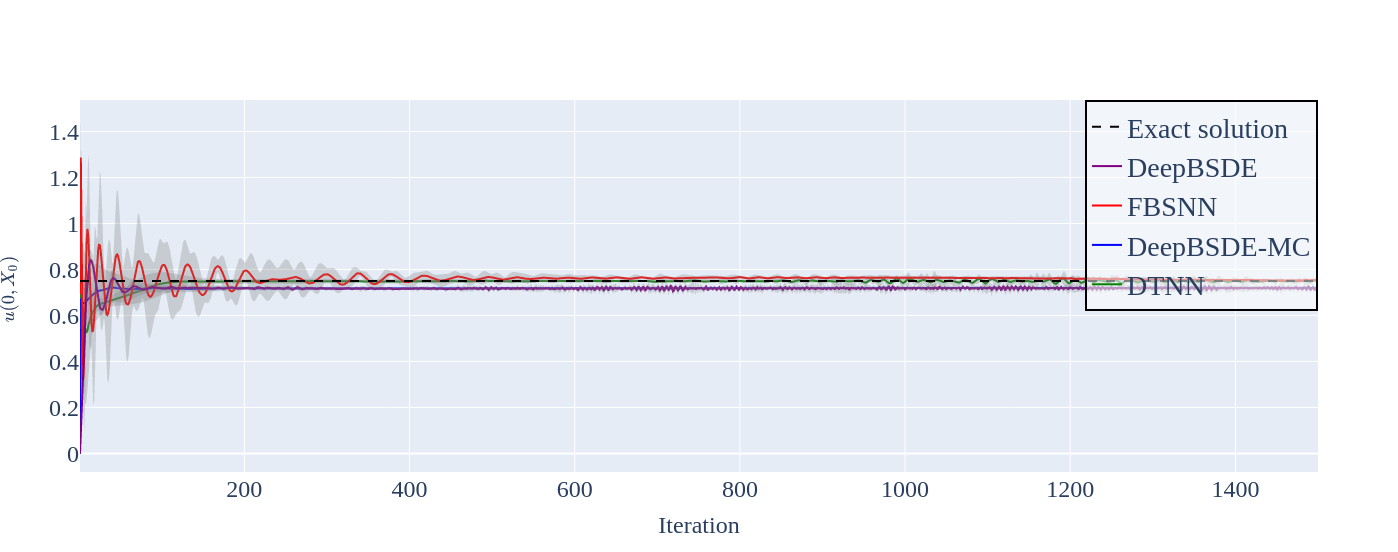 1.4
1.2
1
0.8
0.6
0.4
0.2
0
u(0, X₀)
200
400
600
800
1000
1200
1400
Iteration
Exact solution
DeepBSDE
FBSNN
DeepBSDE-MC
DTNN